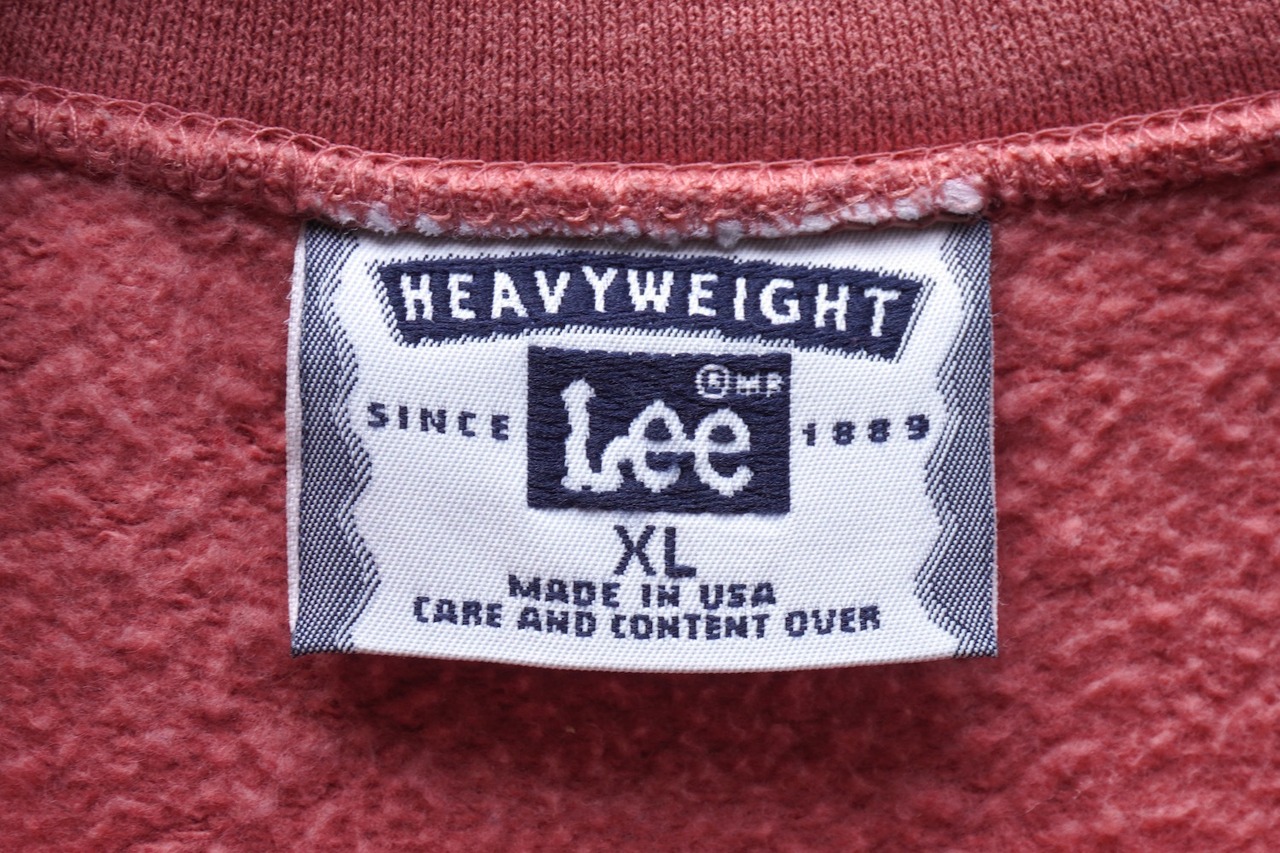 HEAVYWEIGHT
® MR
SINCE Lee 1889
XL
MADE IN USA
CARE AND CONTENT OVER